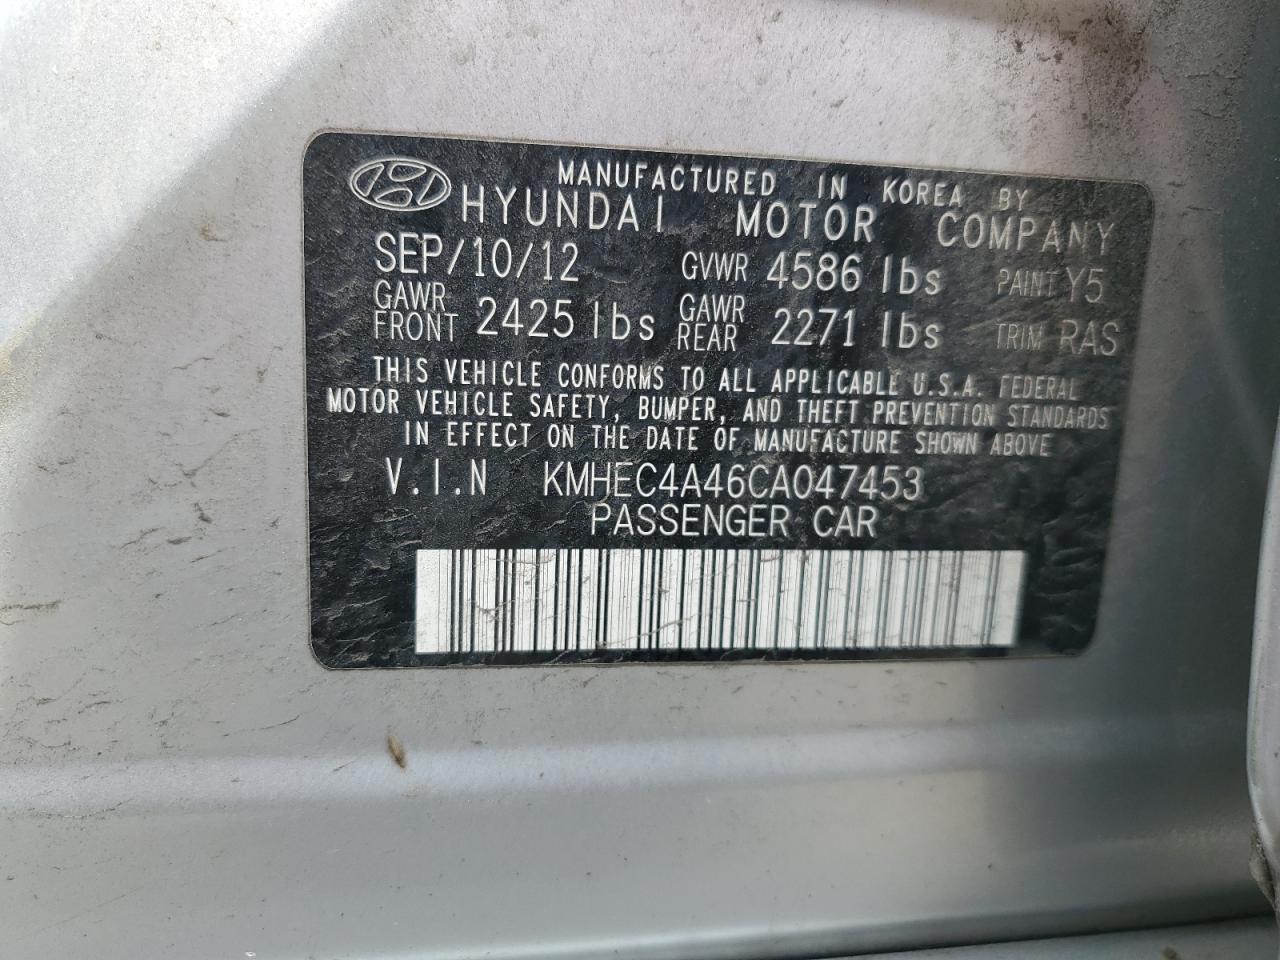 MANUFACTURED IN KOREA BY
HYUNDAI MOTOR COMPANY
SEP/10/12 GVWR 4586 lbs PAINT Y5
GAWR FRONT 2425 lbs GAWR REAR 2271 lbs TRIM RAS
THIS VEHICLE CONFORMS TO ALL APPLICABLE U.S.A. FEDERAL
MOTOR VEHICLE SAFETY, BUMPER, AND THEFT PREVENTION STANDARDS
IN EFFECT ON THE DATE OF MANUFACTURE SHOWN ABOVE
V.I.N KMHEC4A46CA047453
PASSENGER CAR